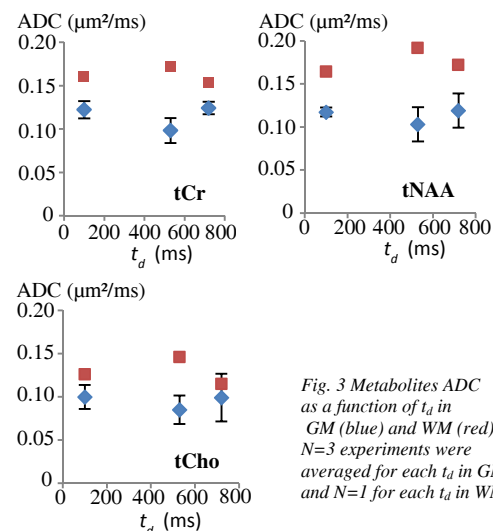 ADC (µm²/ms)
0.20
0.15
0.10
0.05
0
tCr
0 200 400 600 800
t_d (ms)
ADC (µm²/ms)
0.20
0.15
0.10
0.05
0
tNAA
0 200 400 600 800
t_d (ms)
ADC (µm²/ms)
0.20
0.15
0.10
0.05
0
tCho
0 200 400 600 800
t_d (ms)
Fig. 3 Metabolites ADC
as a function of t_d in
GM (blue) and WM (red)
N=3 experiments were
averaged for each t_d in GM
and N=1 for each t_d in WM